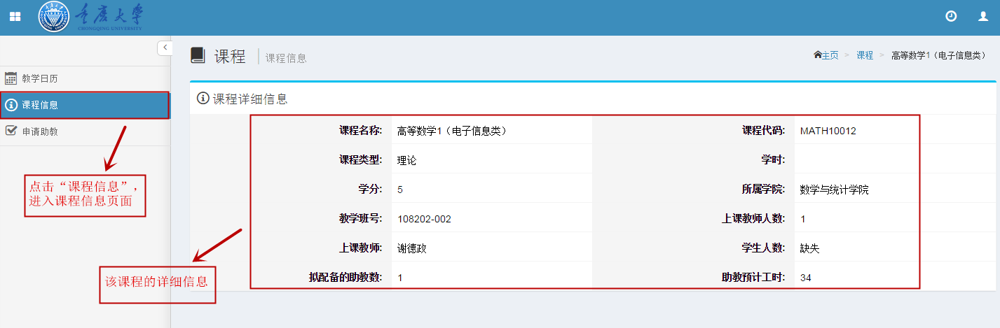 重慶大學
CHONGQING UNIVERSITY
教学日历
课程信息
申请助教
课程 课程信息
主页 > 课程 > 高等数学1（电子信息类）
课程详细信息
课程名称: 高等数学1（电子信息类） 课程代码: MATH10012
课程类型: 理论 学时:
学分: 5 所属学院: 数学与统计学院
教学班号: 108202-002 上课教师人数: 1
上课教师: 谢德政 学生人数: 缺失
拟配备的助教数: 1 助教预计工时: 34
点击“课程信息”，
进入课程信息页面
该课程的详细信息